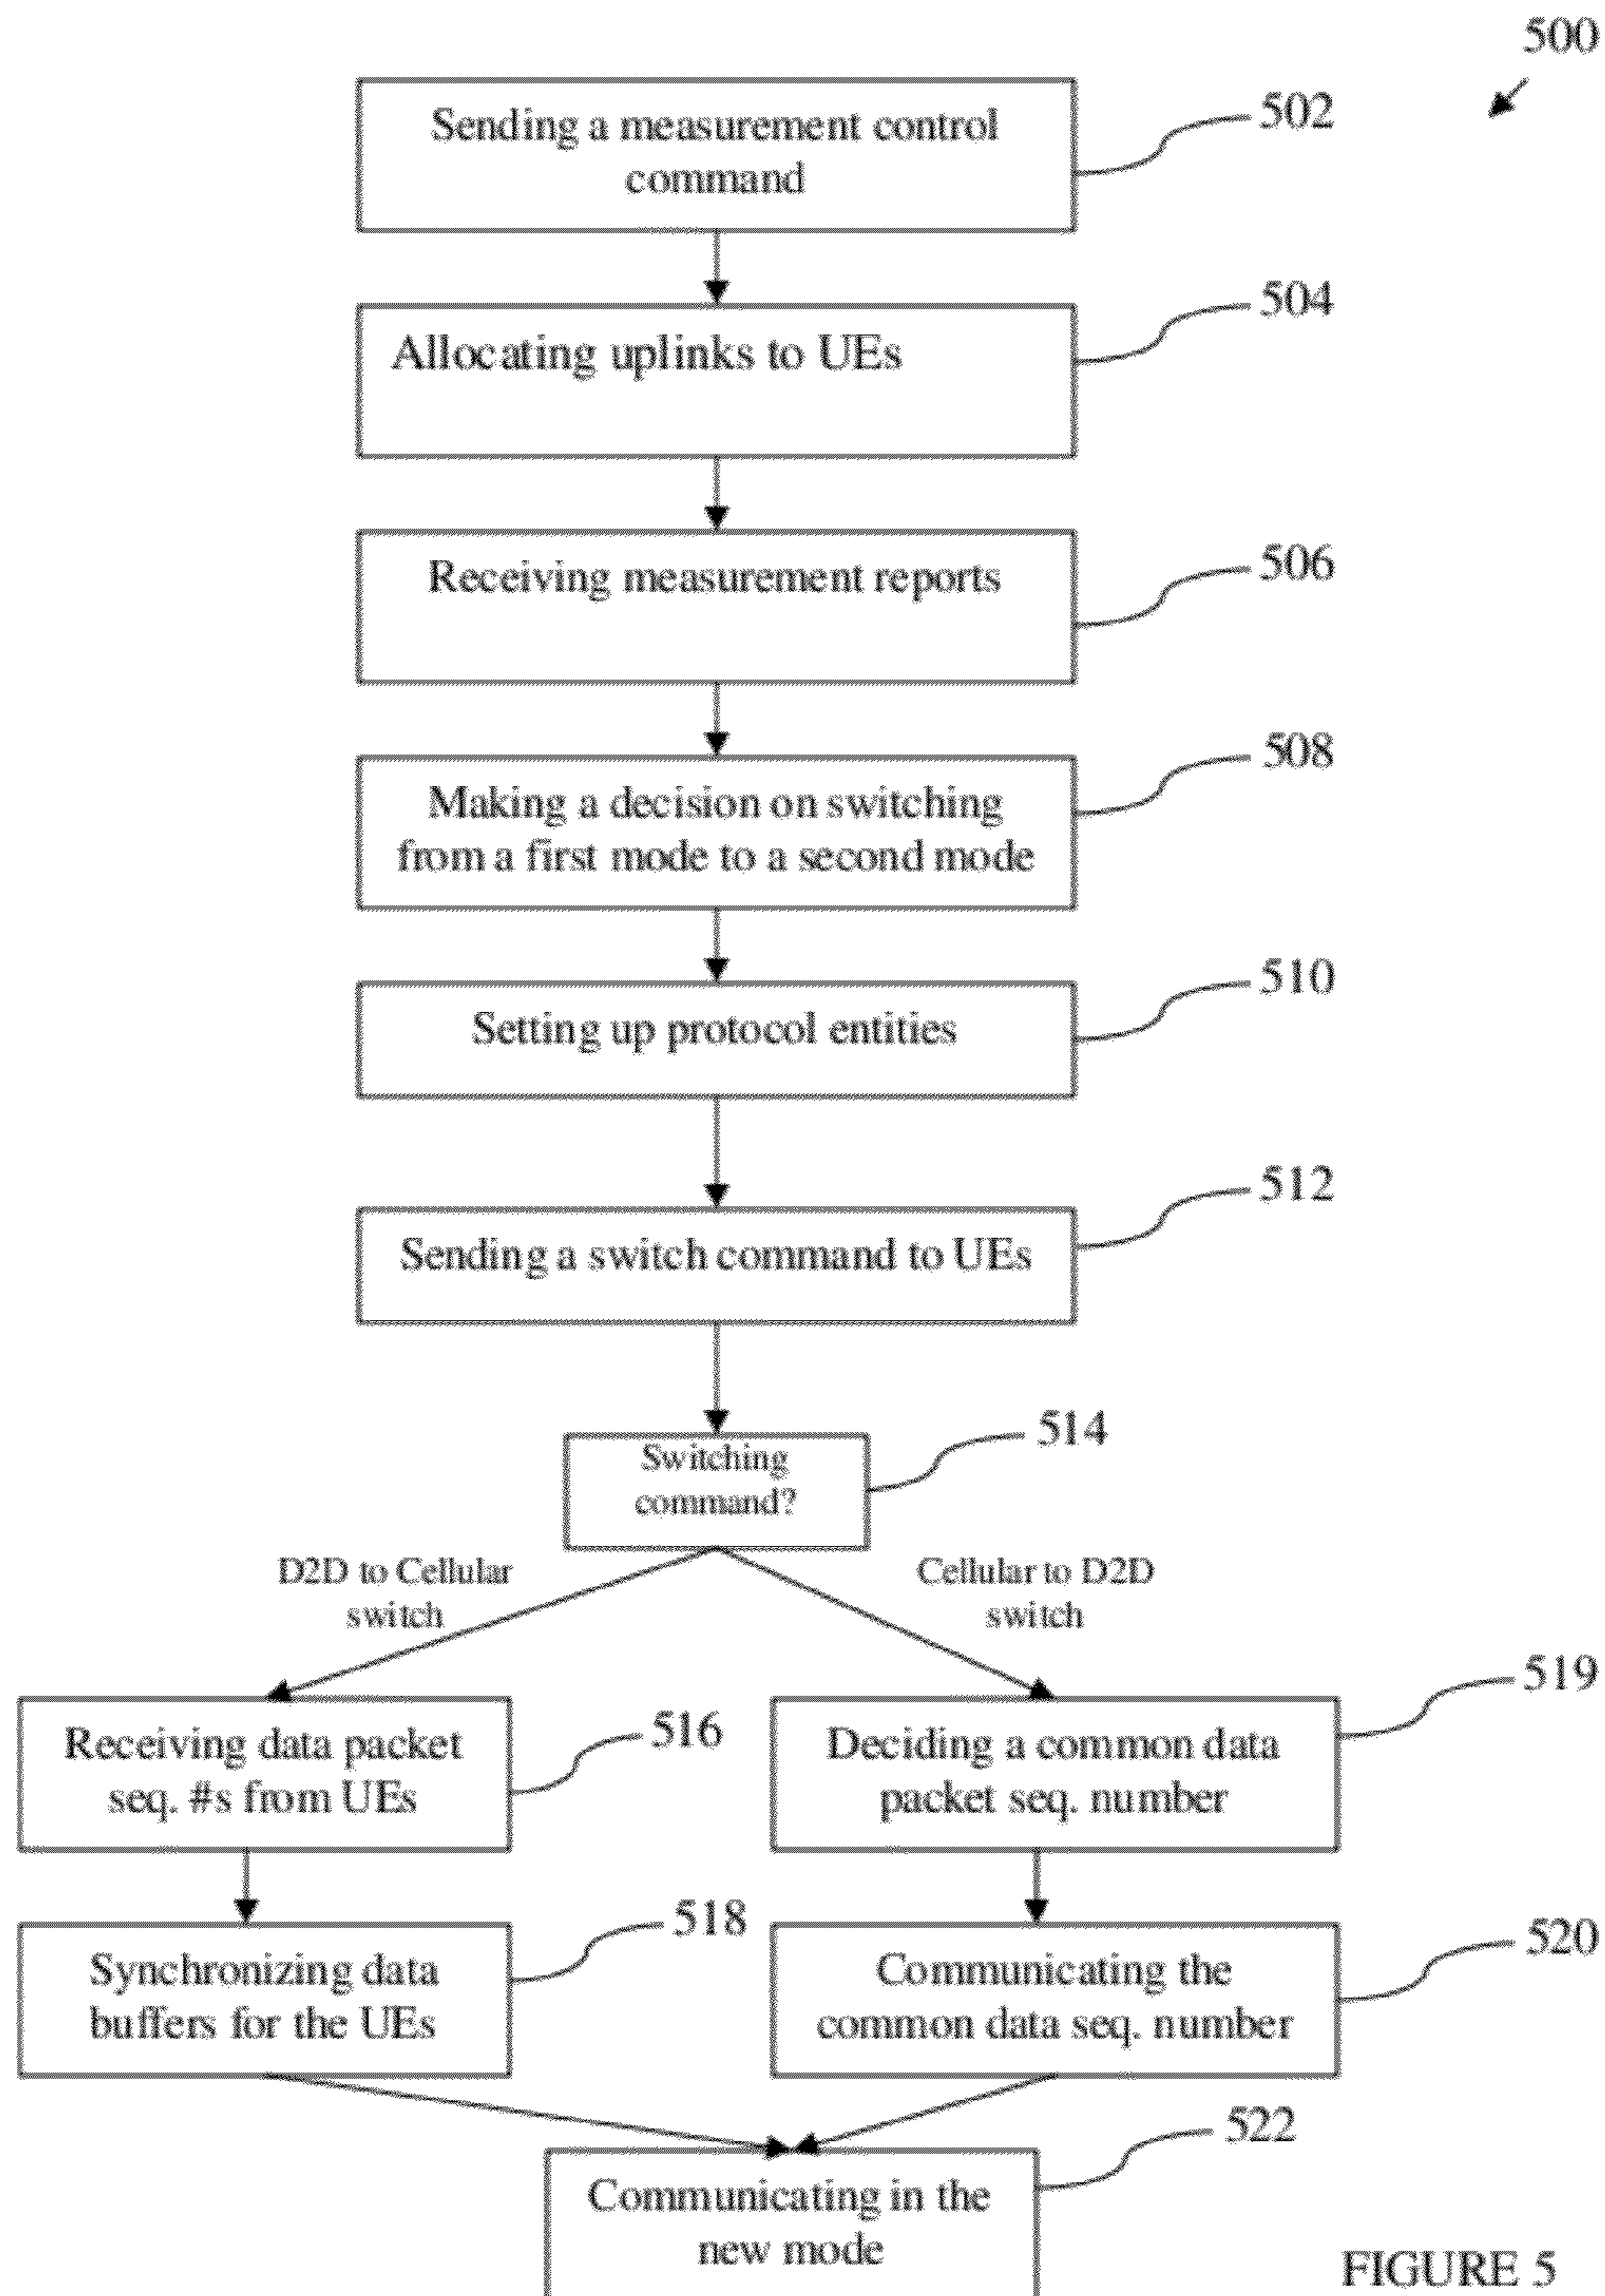 500
Sending a measurement control
command
502
Allocating uplinks to UEs
504
Receiving measurement reports
506
Making a decision on switching
from a first mode to a second mode
508
Setting up protocol entities
510
Sending a switch command to UEs
512
Switching
command?
514
D2D to Cellular
switch
Cellular to D2D
switch
Receiving data packet
seq. #s from UEs
516
Deciding a common data
packet seq. number
519
Synchronizing data
buffers for the UEs
518
Communicating the
common data seq. number
520
Communicating in the
new mode
522
FIGURE 5